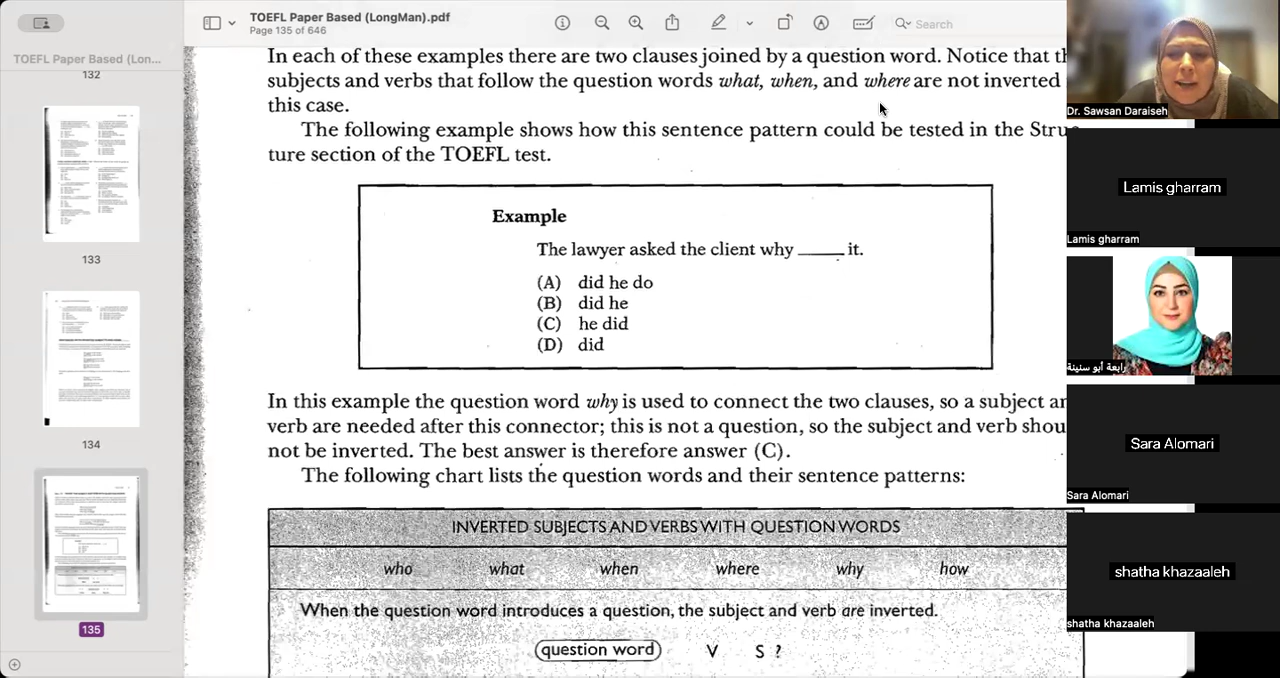 TOEFL Paper Based (LongMan).pdf
Page 135 of 646
Search
TOEFL Paper Based (Lon...
132
133
134
135
In each of these examples there are two clauses joined by a question word. Notice that th
subjects and verbs that follow the question words what, when, and where are not inverted
this case.
The following example shows how this sentence pattern could be tested in the Struc-
ture section of the TOEFL test.
Example
The lawyer asked the client why _____ it.
(A) did he do
(B) did he
(C) he did
(D) did
In this example the question word why is used to connect the two clauses, so a subject an
verb are needed after this connector; this is not a question, so the subject and verb shou
not be inverted. The best answer is therefore answer (C).
The following chart lists the question words and their sentence patterns:
INVERTED SUBJECTS AND VERBS WITH QUESTION WORDS
who what when where why how
When the question word introduces a question, the subject and verb are inverted.
question word V S ?
Dr. Sawsan Daraiseh
Lamis gharram
Lamis gharram
رابعة أبو سنينة
Sara Alomari
Sara Alomari
shatha khazaaleh
shatha khazaaleh